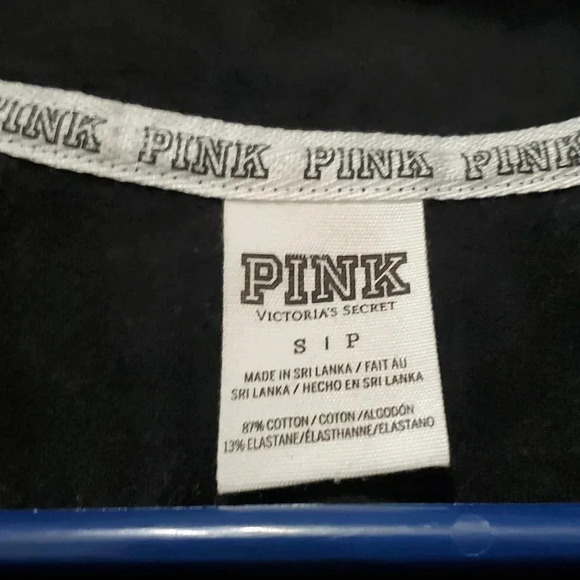 PINK PINK PINK PINK
PINK
VICTORIA'S SECRET
S | P
MADE IN SRI LANKA / FAIT AU
SRI LANKA / HECHO EN SRI LANKA
87% COTTON / COTON / ALGODÓN
13% ELASTANE/ÉLASTHANNE/ELASTANO